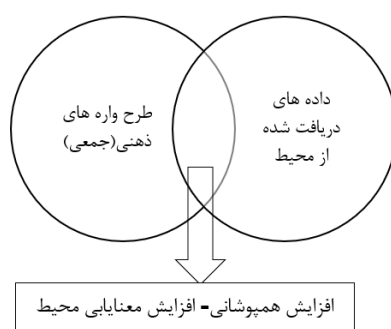 داده های
دریافت شده
از محیط
طرح واره های
ذهنی(جمعی)
افزایش همپوشانی- افزایش معنایابی محیط